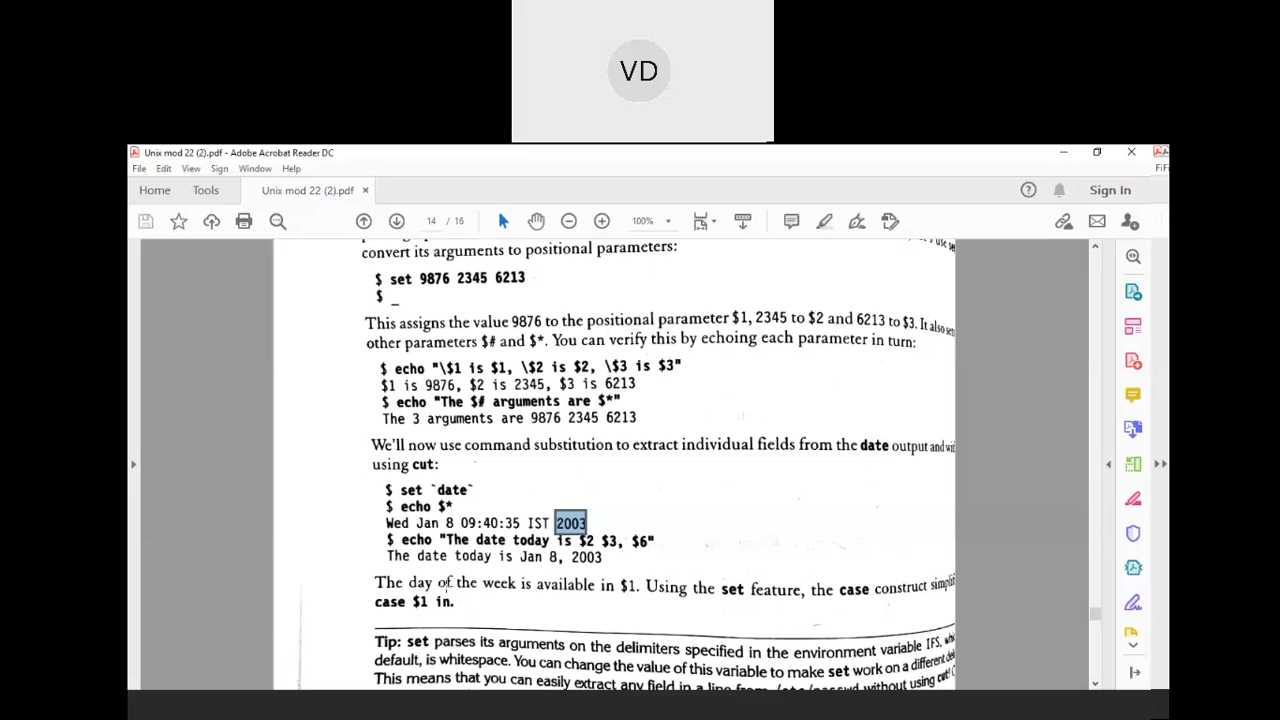 VD
Unix mod 22 (2).pdf - Adobe Acrobat Reader DC
File Edit View Sign Window Help
FiFi
Home Tools Unix mod 22 (2).pdf × Sign In
14 / 16 100%
convert its arguments to positional parameters:
$ set 9876 2345 6213
$ _
This assigns the value 9876 to the positional parameter $1, 2345 to $2 and 6213 to $3. It also
other parameters $# and $*. You can verify this by echoing each parameter in turn:
$ echo "\$1 is $1, \$2 is $2, \$3 is $3"
$1 is 9876, $2 is 2345, $3 is 6213
$ echo "The $# arguments are $*"
The 3 arguments are 9876 2345 6213
We'll now use command substitution to extract individual fields from the date output and
using cut:
$ set `date`
$ echo $*
Wed Jan 8 09:40:35 IST 2003
$ echo "The date today is $2 $3, $6"
The date today is Jan 8, 2003
The day of the week is available in $1. Using the set feature, the case construct
case $1 in.
Tip: set parses its arguments on the delimiters specified in the environment variable IFS,
default, is whitespace. You can change the value of this variable to make set work on a different
This means that you can easily extract any field in a line from /etc/passwd without using cut!